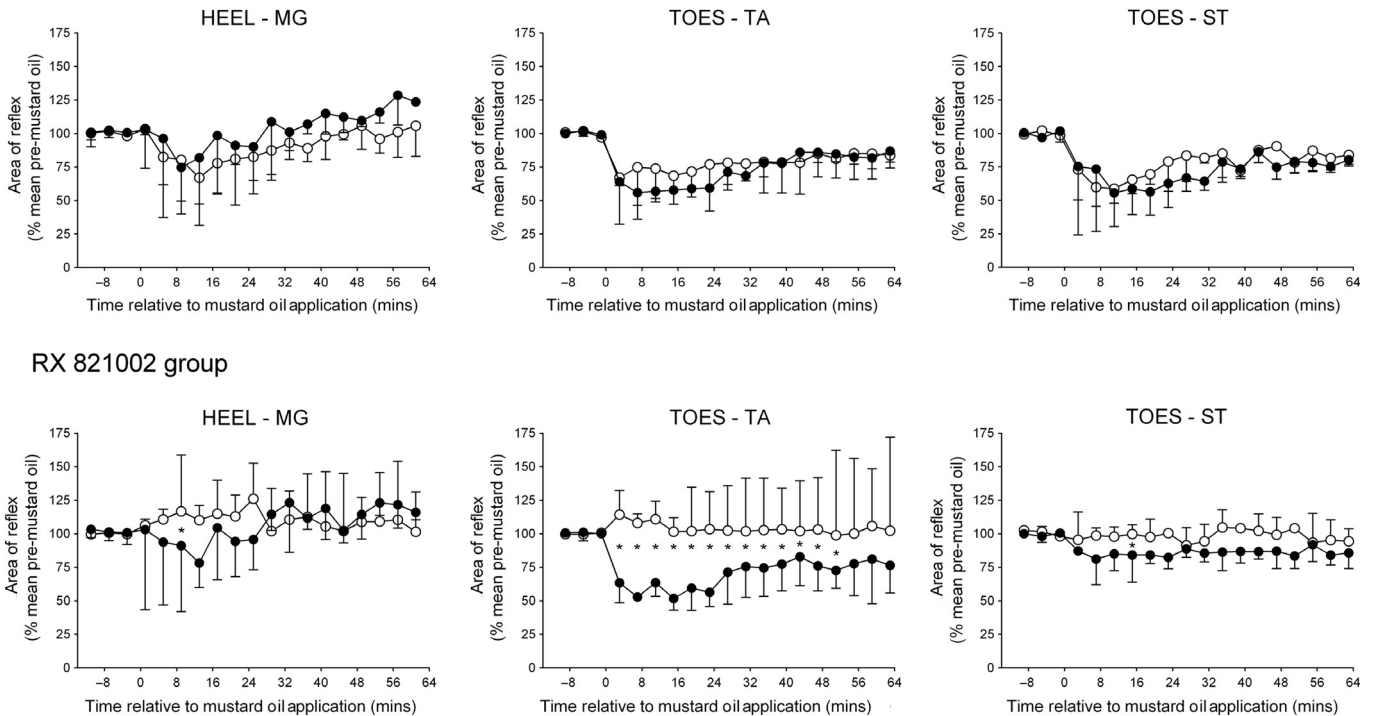 HEEL - MG
TOES - TA
TOES - ST
Area of reflex
(% mean pre-mustard oil)
175
150
125
100
75
50
25
0
–8 0 8 16 24 32 40 48 56 64
Time relative to mustard oil application (mins)
Area of reflex
(% mean pre-mustard oil)
175
150
125
100
75
50
25
0
–8 0 8 16 24 32 40 48 56 64
Time relative to mustard oil application (mins)
Area of reflex
(% mean pre-mustard oil)
175
150
125
100
75
50
25
0
–8 0 8 16 24 32 40 48 56 64
Time relative to mustard oil application (mins)
RX 821002 group
HEEL - MG
TOES - TA
TOES - ST
Area of reflex
(% mean pre-mustard oil)
175
150
125
100
75
50
25
0
*
–8 0 8 16 24 32 40 48 56 64
Time relative to mustard oil application (mins)
Area of reflex
(% mean pre-mustard oil)
175
150
125
100
75
50
25
0
* * * * * * * * * * * * *
–8 0 8 16 24 32 40 48 56 64
Time relative to mustard oil application (mins)
Area of reflex
(% mean pre-mustard oil)
175
150
125
100
75
50
25
0
*
–8 0 8 16 24 32 40 48 56 64
Time relative to mustard oil application (mins)